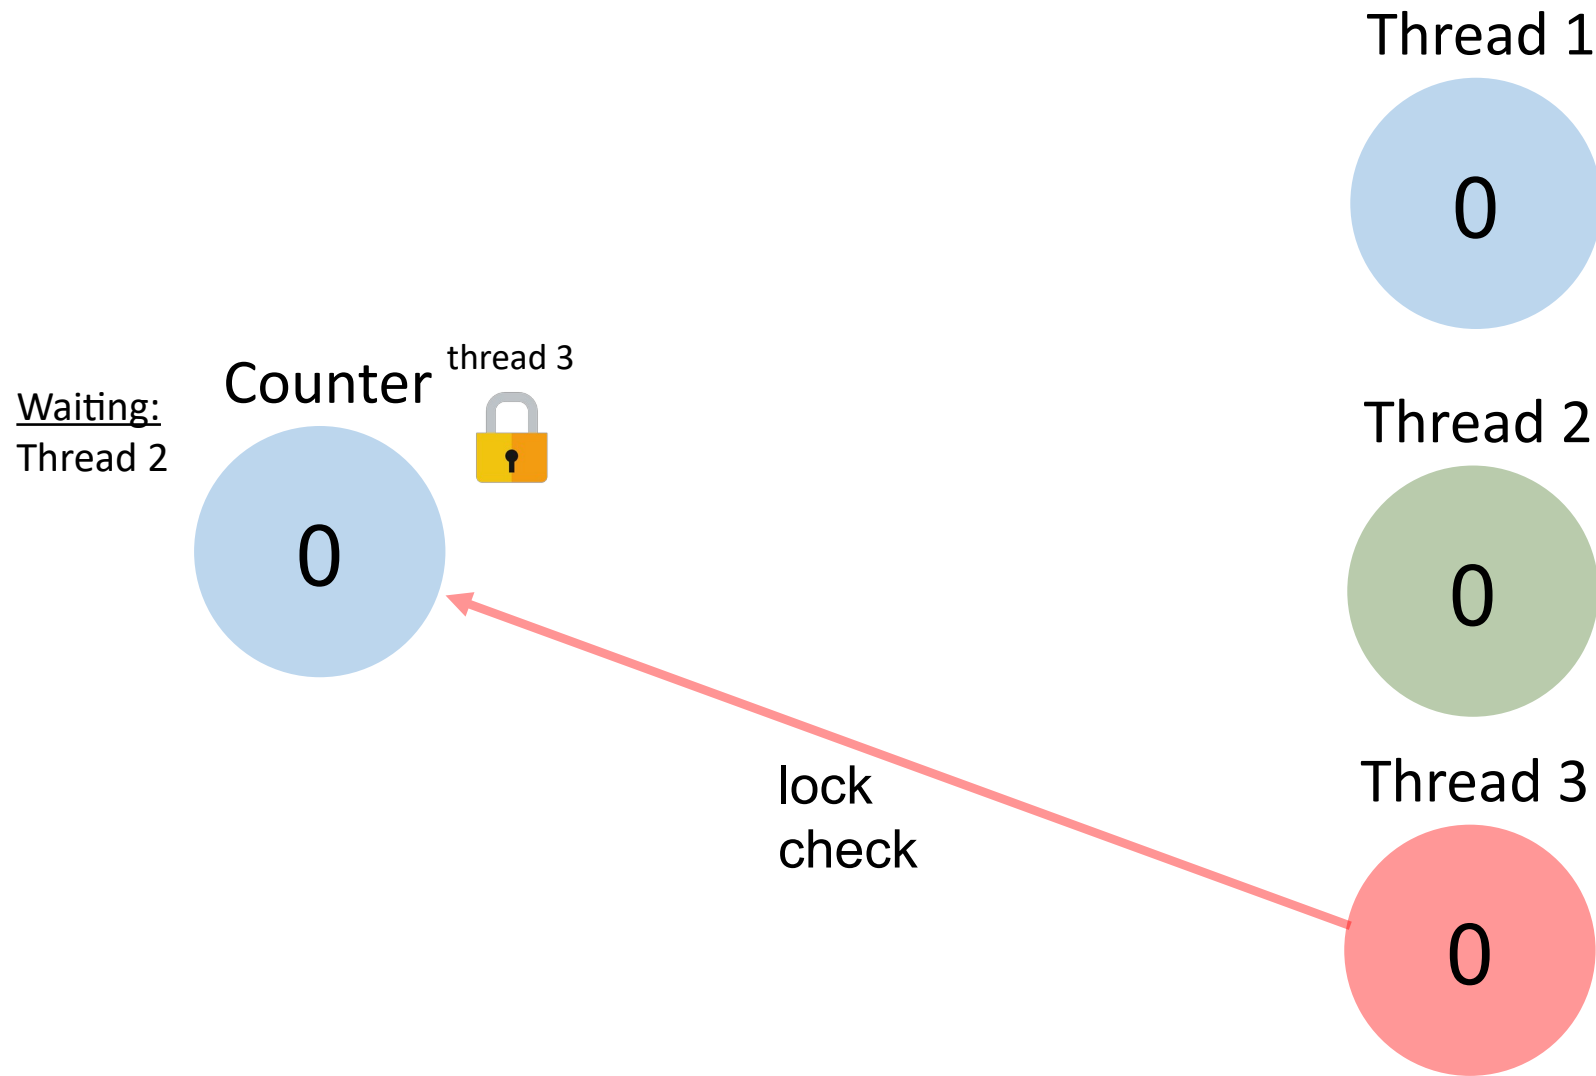 Thread 1
0
thread 3
Counter
Waiting:
Thread 2
0
Thread 2
0
lock
check
Thread 3
0